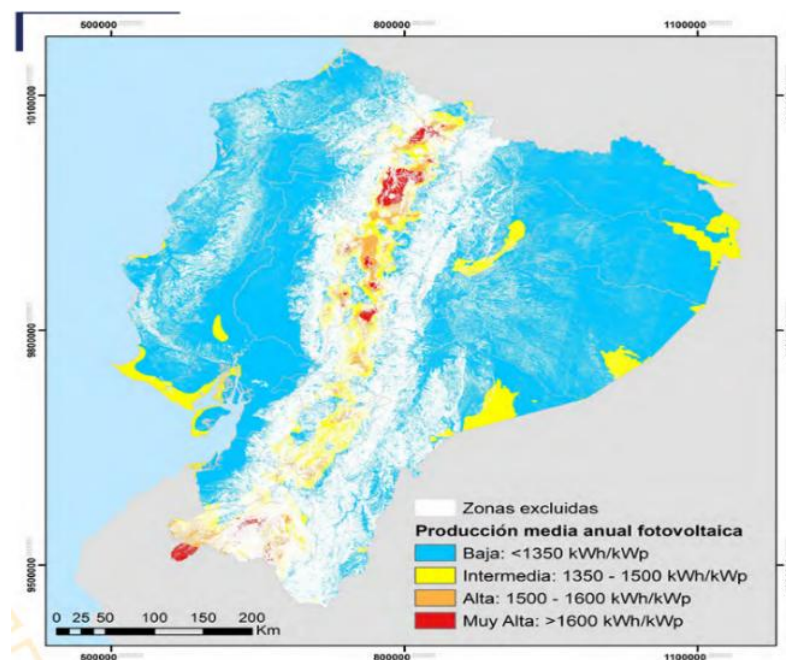 500000 800000 1100000
10100000
9800000
9500000
Zonas excluidas
Producción media anual fotovoltaica
Baja: <1350 kWh/kWp
Intermedia: 1350 - 1500 kWh/kWp
Alta: 1500 - 1600 kWh/kWp
Muy Alta: >1600 kWh/kWp
0 25 50 100 150 200
Km
500000 800000 1100000